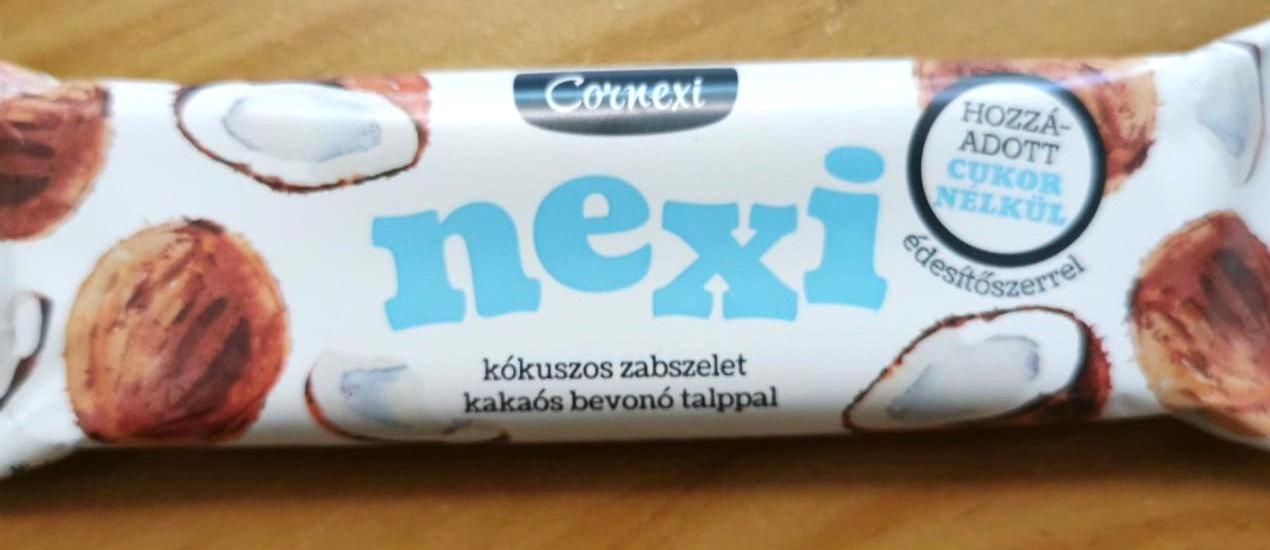 Cornexi
nexi
HOZZÁ-
ADOTT
CUKOR
NÉLKÜL
édesítőszerrel
kókuszos zabszelet
kakaós bevonó talppal